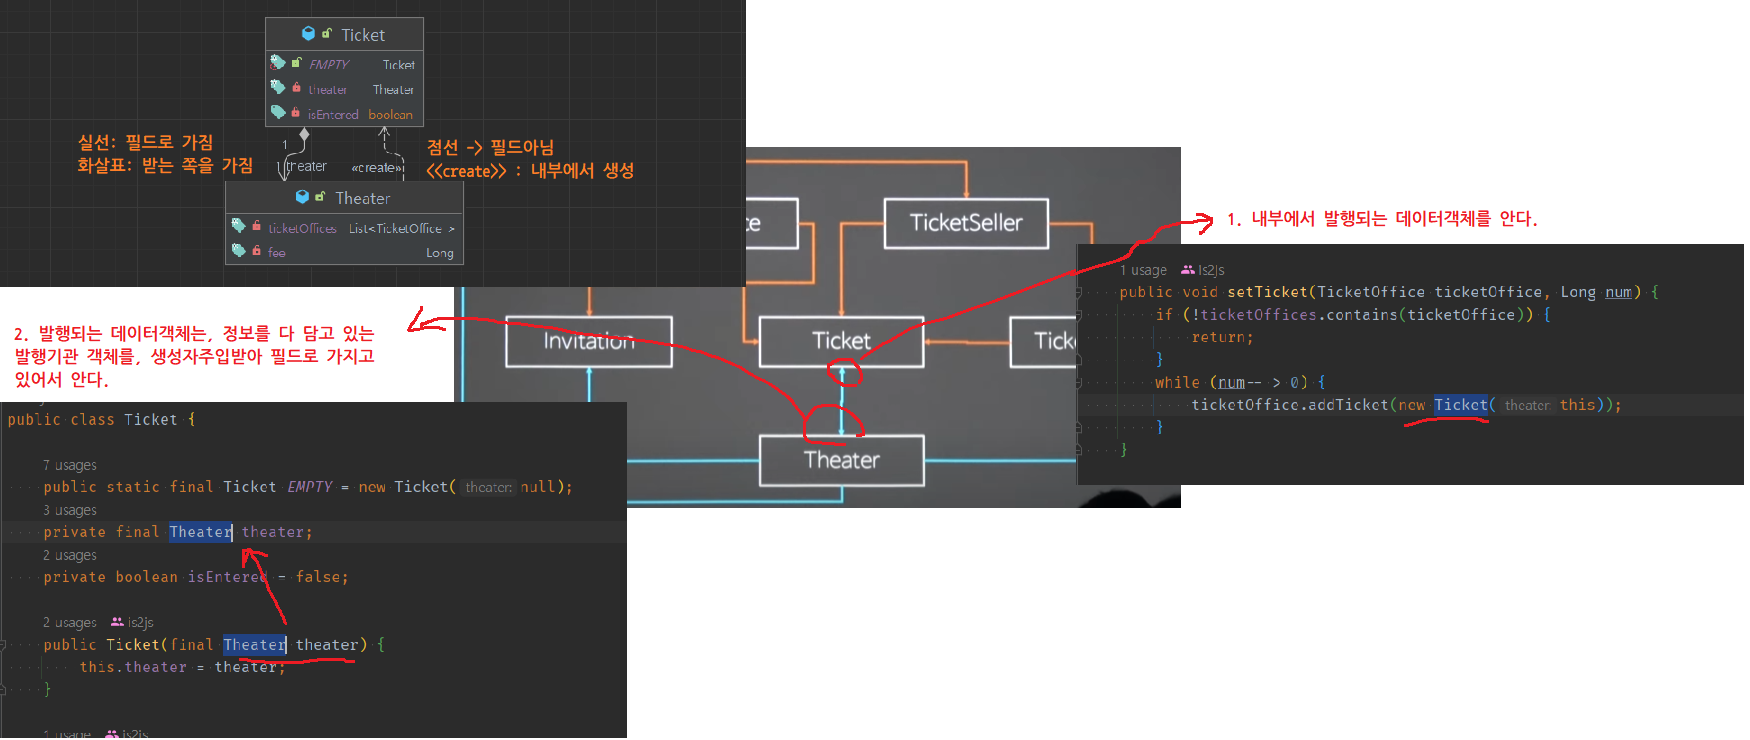 Ticket
EMPTY Ticket
theater Theater
isEntered boolean
실선: 필드로 가짐
화살표: 받는 쪽을 가짐
1
1 theater
«create»
점선 -> 필드아님
<<create>> : 내부에서 생성
Theater
ticketOffices List<TicketOffice>
fee Long
ce
TicketSeller
Invitation
Ticket
Tick
Theater
1. 내부에서 발행되는 데이터객체를 안다.
1 usage is2js
public void setTicket(TicketOffice ticketOffice, Long num) {
if (!ticketOffices.contains(ticketOffice)) {
return;
}
while (num-- > 0) {
ticketOffice.addTicket(new Ticket( theater: this));
}
}
2. 발행되는 데이터객체는, 정보를 다 담고 있는
발행기관 객체를, 생성자주입받아 필드로 가지고
있어서 안다.
public class Ticket {
7 usages
public static final Ticket EMPTY = new Ticket( theater: null);
3 usages
private final Theater theater;
2 usages
private boolean isEntered = false;
2 usages is2js
public Ticket(final Theater theater) {
this.theater = theater;
}
1 usage is2js